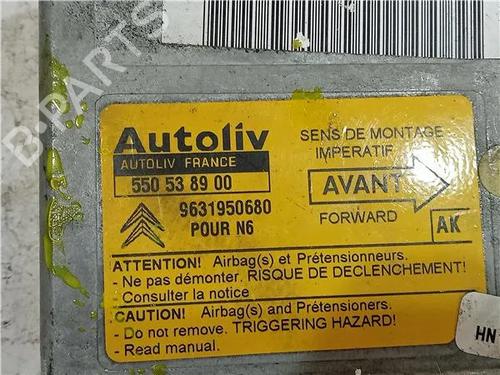 B-PARTS
Autoliv
AUTOLIV FRANCE
550 53 89 00
9631950680
POUR N6
SENS DE MONTAGE
IMPERATIF
AVANT
FORWARD
AK
ATTENTION! Airbag(s) et Prétensionneurs.
- Ne pas démonter. RISQUE DE DECLENCHEMENT!
- Consulter la notice
CAUTION! Airbag(s) and Pretensioners.
- Do not remove. TRIGGERING HAZARD!
- Read manual.
HN